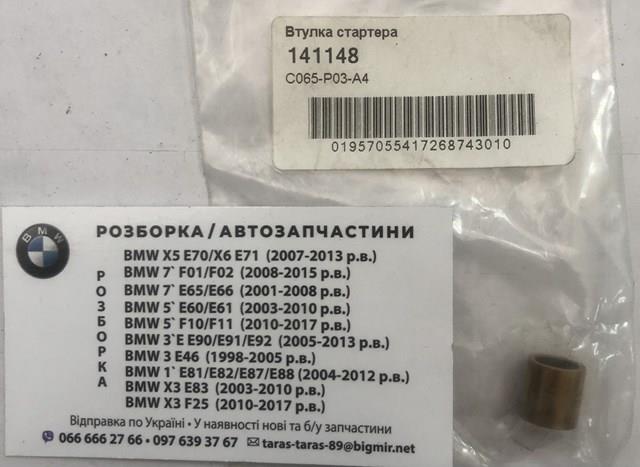 Втулка стартера
141148
C065-P03-A4
01957055417268743010
BMW
РОЗБОРКА/АВТОЗАПЧАСТИНИ
РОЗБОРКА
BMW X5 E70/X6 E71 (2007-2013 р.в.)
BMW 7` F01/F02 (2008-2015 р.в.)
BMW 7` E65/E66 (2001-2008 р.в.)
BMW 5` E60/E61 (2003-2010 р.в.)
BMW 5` F10/F11 (2010-2017 р.в.)
BMW 3`E E90/E91/E92 (2005-2013 р.в.)
BMW 3 E46 (1998-2005 р.в.)
BMW 1` E81/E82/E87/E88 (2004-2012 р.в.)
BMW X3 E83 (2003-2010 р.в.)
BMW X3 F25 (2010-2017 р.в.)
Відправка по Україні • У наявності нові та б/у запчастини
066 666 27 66 • 097 639 37 67 taras-taras-89@bigmir.net